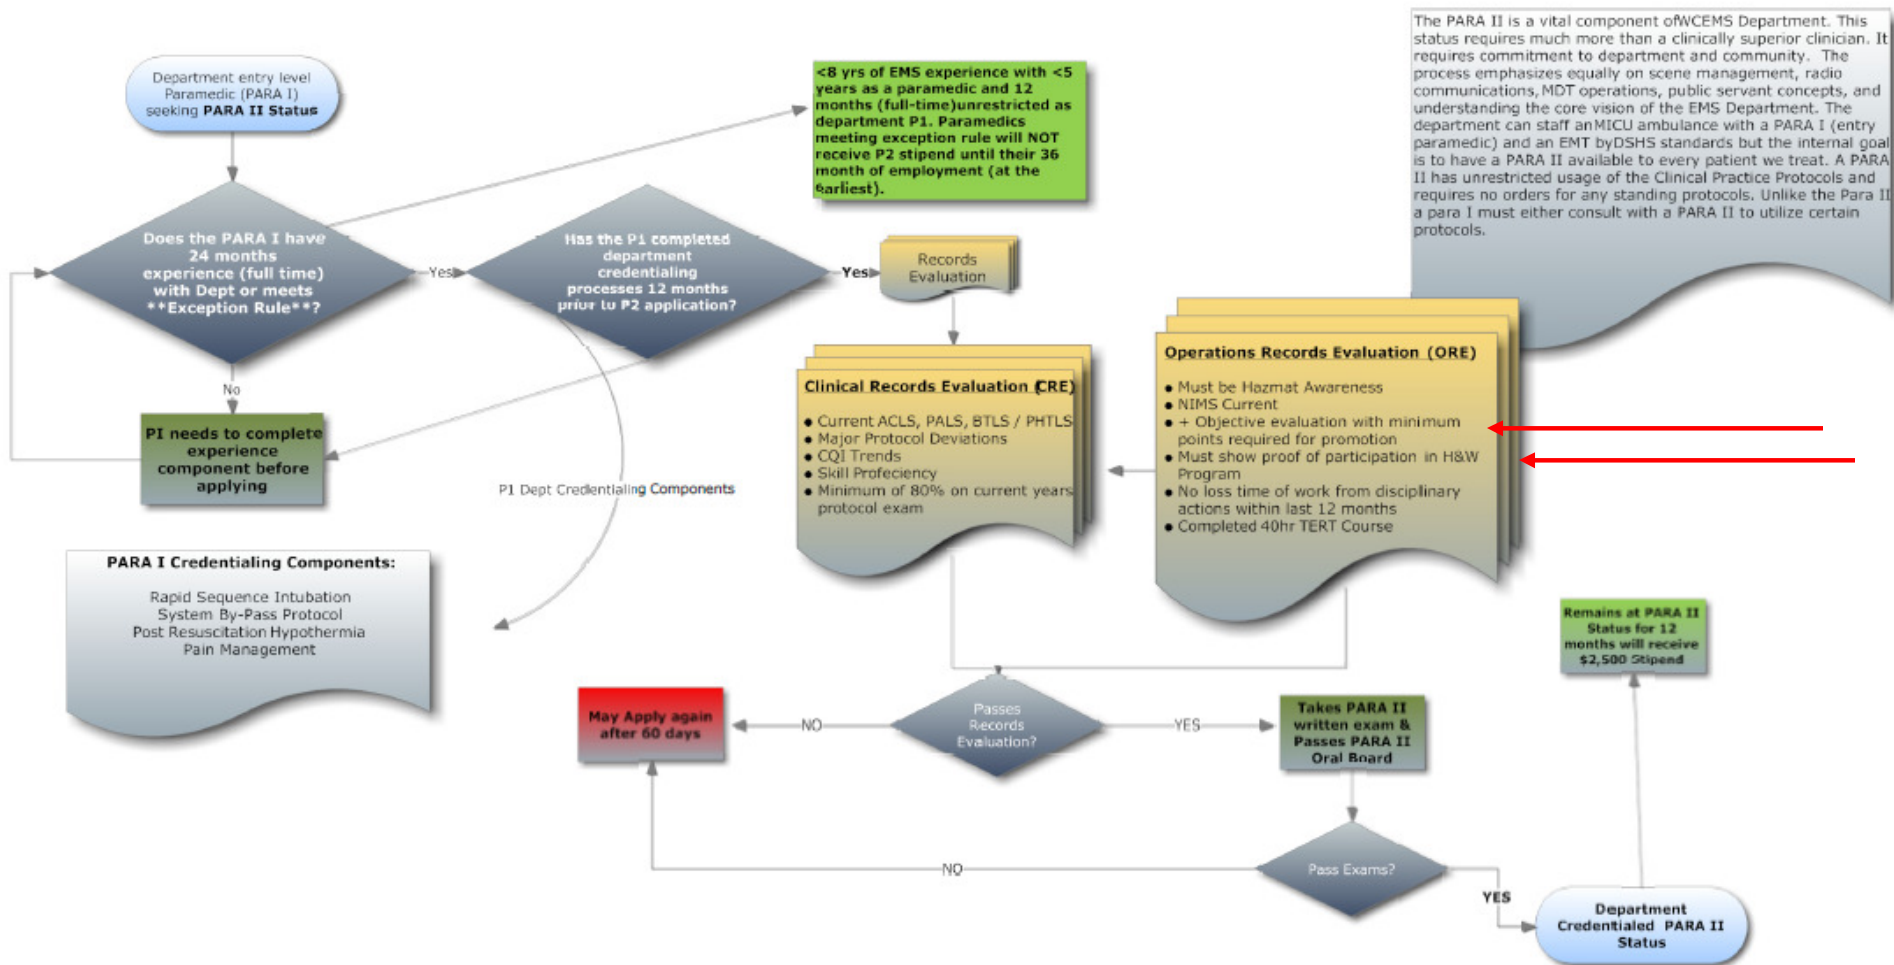 Department entry level
Paramedic (PARA I)
seeking PARA II Status
<8 yrs of EMS experience with <5
years as a paramedic and 12
months (full-time)unrestricted as
department P1. Paramedics
meeting exception rule will NOT
receive P2 stipend until their 36
month of employment (at the
earliest).
The PARA II is a vital component ofWCEMS Department. This
status requires much more than a clinically superior clinician. It
requires commitment to department and community. The
process emphasizes equally on scene management, radio
communications, MDT operations, public servant concepts, and
understanding the core vision of the EMS Department. The
department can staff anMICU ambulance with a PARA I (entry
paramedic) and an EMT byDSHS standards but the internal goal
is to have a PARA II available to every patient we treat. A PARA
II has unrestricted usage of the Clinical Practice Protocols and
requires no orders for any standing protocols. Unlike the Para II
a para I must either consult with a PARA II to utilize certain
protocols.
Does the PARA I have
24 months
experience (full time)
with Dept or meets
**Exception Rule**?
Yes
Has the P1 completed
department
credentialing
processes 12 months
prior to P2 application?
Yes
Records
Evaluation
No
PI needs to complete
experience
component before
applying
Clinical Records Evaluation (CRE)
● Current ACLS, PALS, BTLS / PHTLS
● Major Protocol Deviations
● CQI Trends
● Skill Profeciency
● Minimum of 80% on current years
protocol exam
Operations Records Evaluation (ORE)
● Must be Hazmat Awareness
● NIMS Current
● + Objective evaluation with minimum
points required for promotion
● Must show proof of participation in H&W
Program
● No loss time of work from disciplinary
actions within last 12 months
● Completed 40hr TERT Course
P1 Dept Credientialing Components
PARA I Credentialing Components:
Rapid Sequence Intubation
System By-Pass Protocol
Post Resuscitation Hypothermia
Pain Management
Remains at PARA II
Status for 12
months will receive
$2,500 Stipend
May Apply again
after 60 days
NO
Passes
Records
Evaluation?
YES
Takes PARA II
written exam &
Passes PARA II
Oral Board
NO
Pass Exams?
YES
Department
Credentialed PARA II
Status